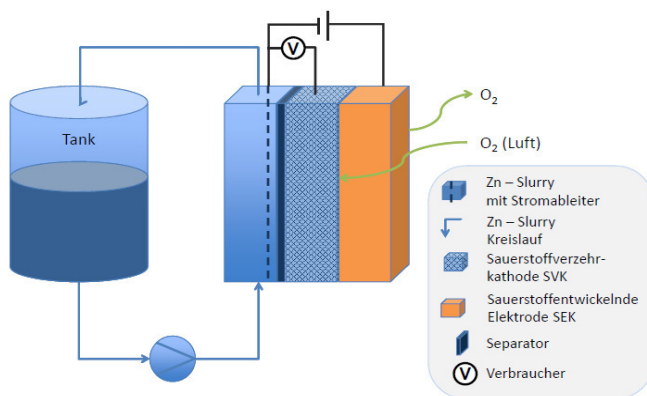 V
O2
Tank
O2 (Luft)
Zn – Slurry
mit Stromableiter
Zn – Slurry
Kreislauf
Sauerstoffverzehr-
kathode SVK
Sauerstoffentwickelnde
Elektrode SEK
Separator
V
Verbraucher